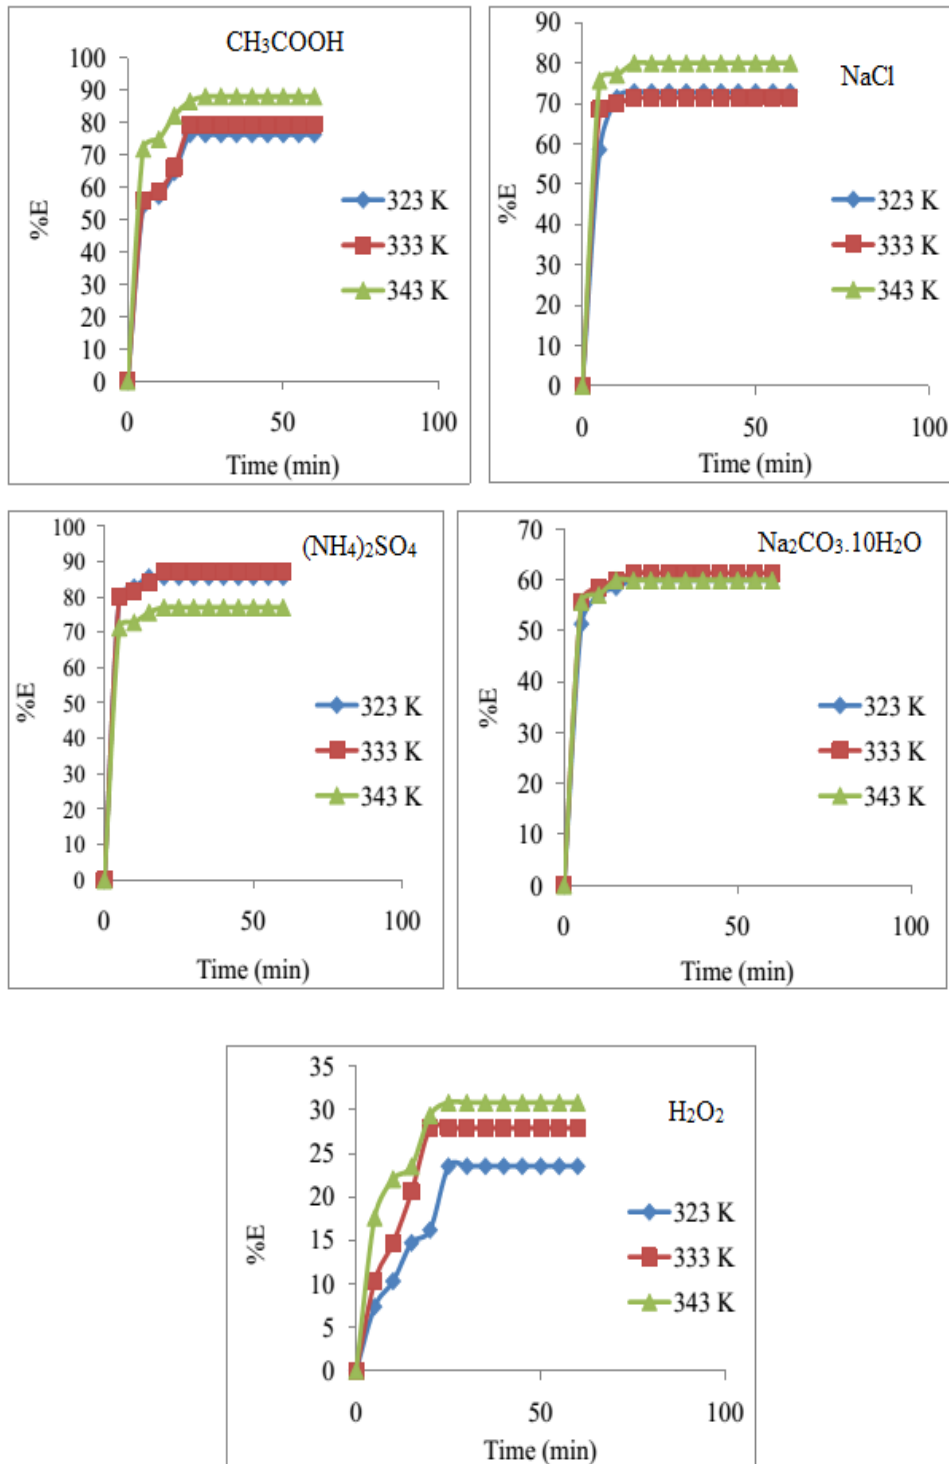 CH3COOH
100
90
80
70
60
50
40
30
20
10
0
%E
323 K
333 K
343 K
0 50 100
Time (min)
NaCl
90
80
70
60
50
40
30
20
10
0
%E
323 K
333 K
343 K
0 50 100
Time (min)
(NH4)2SO4
100
90
80
70
60
50
40
30
20
10
0
%E
323 K
333 K
343 K
0 50 100
Time (min)
Na2CO3.10H2O
70
60
50
40
30
20
10
0
%E
323 K
333 K
343 K
0 50 100
Time (min)
H2O2
35
30
25
20
15
10
5
0
%E
323 K
333 K
343 K
0 50 100
Time (min)